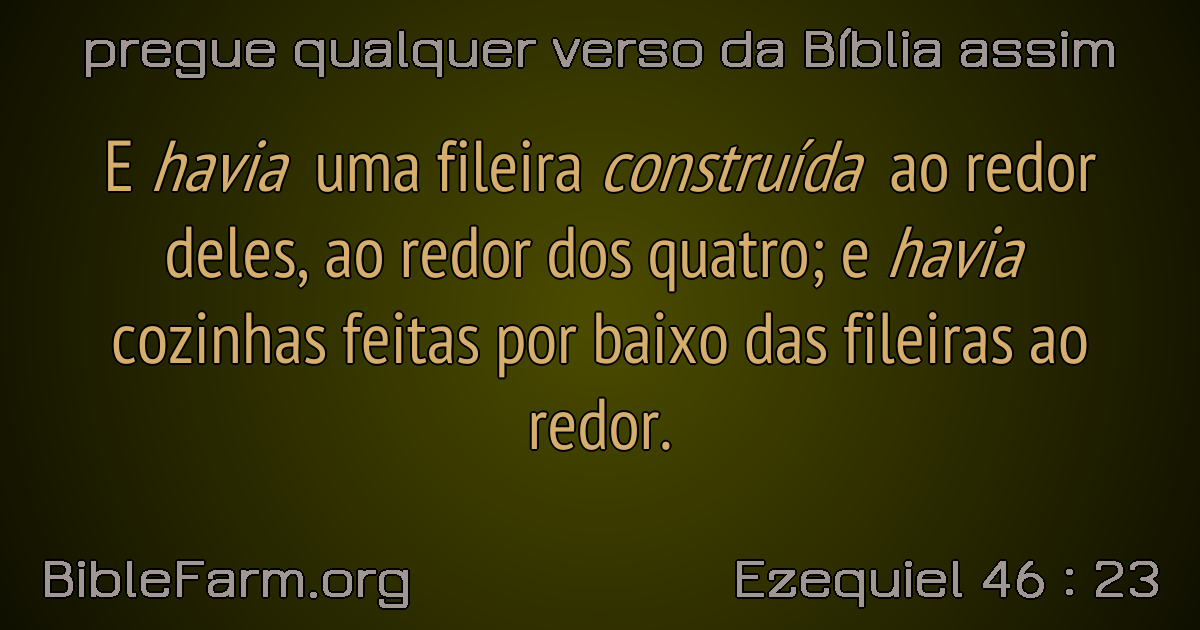 pregue qualquer verso da Bíblia assim
E havia uma fileira construída ao redor
deles, ao redor dos quatro; e havia
cozinhas feitas por baixo das fileiras ao
redor.
BibleFarm.org
Ezequiel 46 : 23